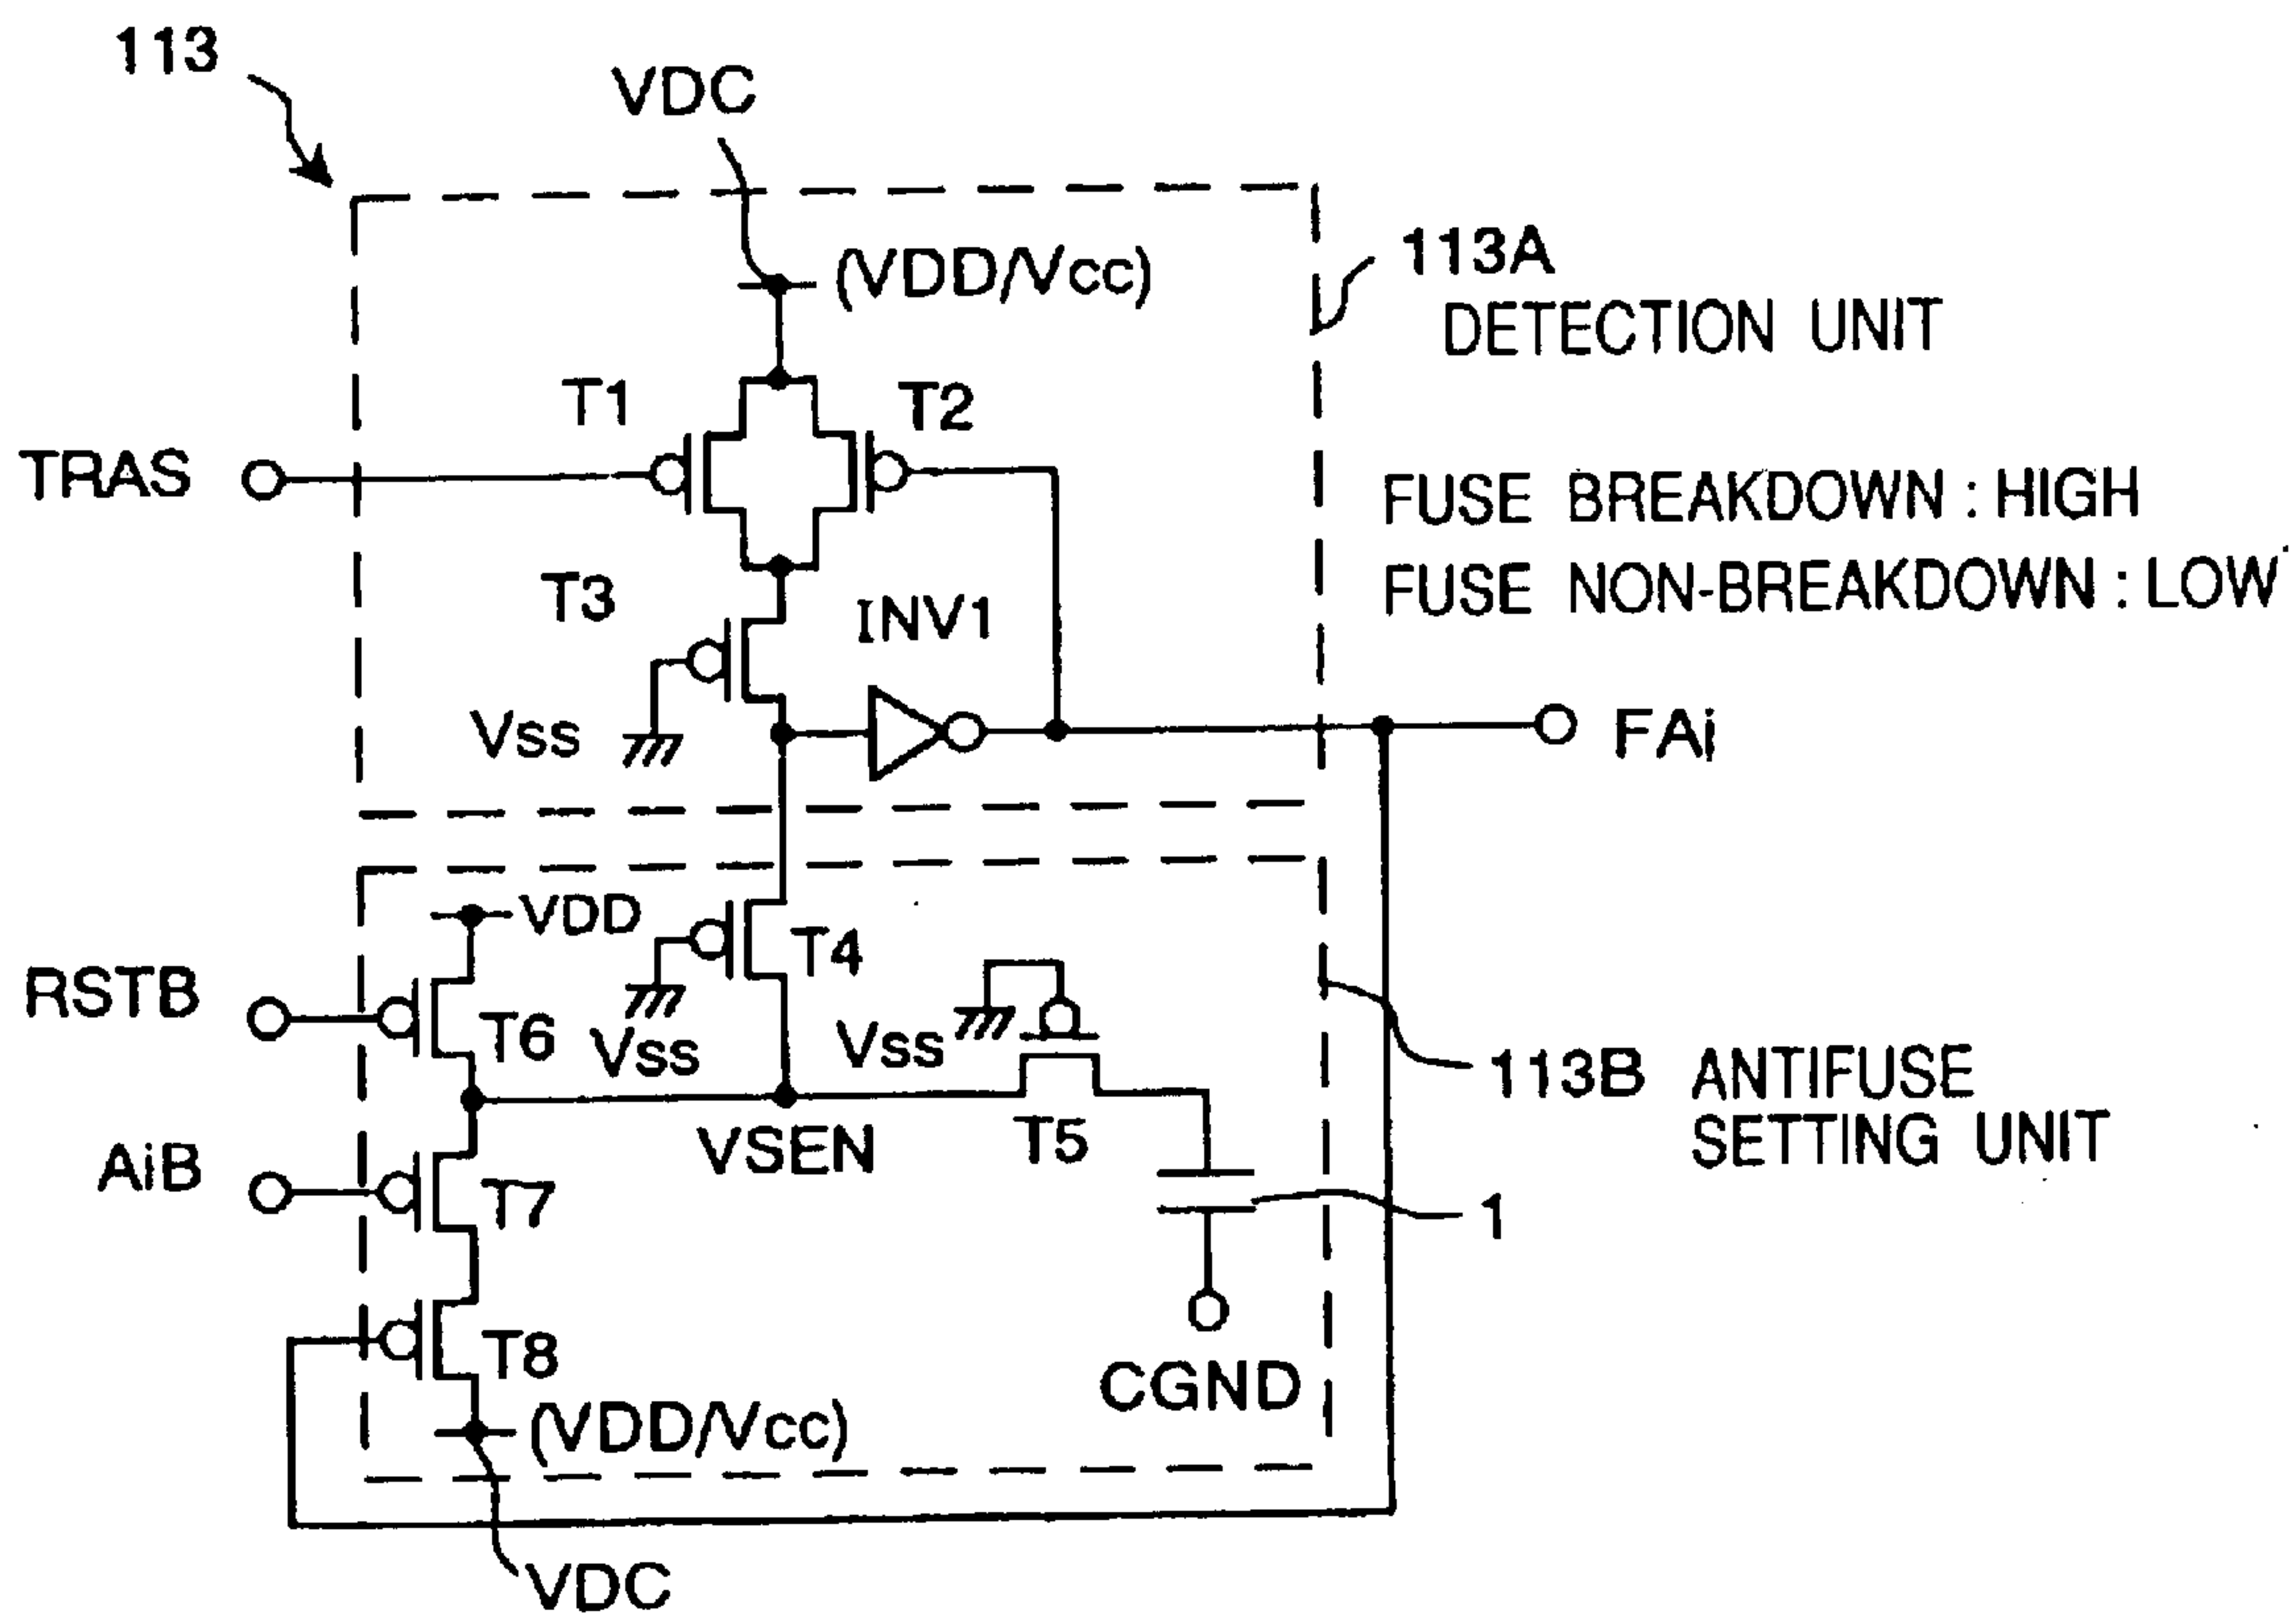 113
VDC
(VDD/Vcc)
113A
DETECTION UNIT
T1
T2
TRAS
FUSE BREAKDOWN : HIGH
FUSE NON-BREAKDOWN : LOW
T3
INV1
Vss
FAi
VDD
T4
RSTB
T6
Vss
Vss
113B ANTIFUSE
SETTING UNIT
VSEN
T5
AiB
T7
1
T8
CGND
(VDD/Vcc)
VDC